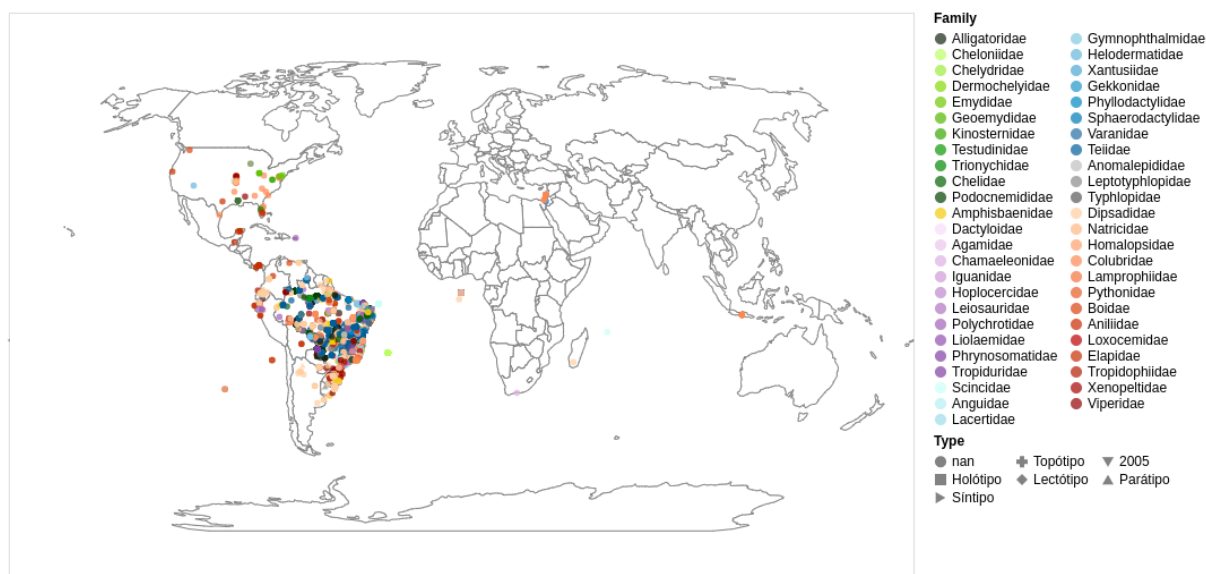 Family
Alligatoridae Gymnophthalmidae
Cheloniidae Helodermatidae
Chelydridae Xantusiidae
Dermochelyidae Gekkonidae
Emydidae Phyllodactylidae
Geoemydidae Sphaerodactylidae
Kinosternidae Varanidae
Testudinidae Teiidae
Trionychidae Anomalepididae
Chelidae Leptotyphlopidae
Podocnemididae Typhlopidae
Amphisbaenidae Dipsadidae
Dactyloidae Natricidae
Agamidae Homalopsidae
Chamaeleonidae Colubridae
Iguanidae Lamprophiidae
Hoplocercidae Pythonidae
Leiosauridae Boidae
Polychrotidae Aniliidae
Liolaemidae Loxocemidae
Phrynosomatidae Elapidae
Tropiduridae Tropidophiidae
Scincidae Xenopeltidae
Anguidae Viperidae
Lacertidae
Type
nan Topótipo 2005
Holótipo Lectótipo Parátipo
Síntipo